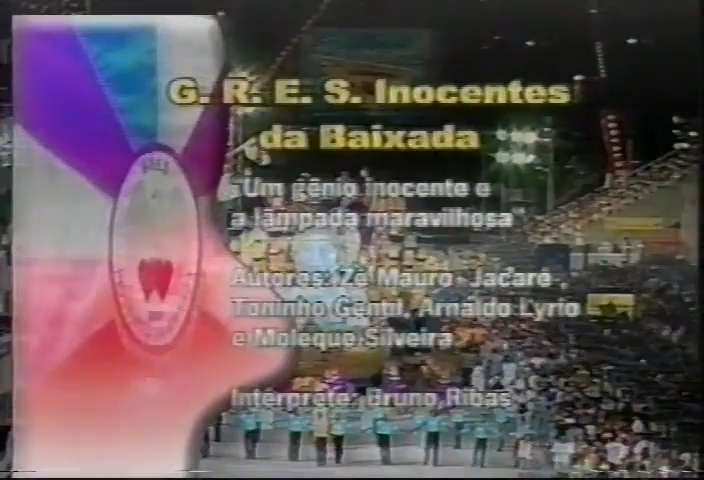 G. R. E. S. Inocentes
da Baixada
"Um gênio inocente e
a lâmpada maravilhosa"
Autores: Zé Mauro, Jacaré,
Toninho Gentil, Arnaldo Lyrio
e Moleque Silveira
Intérprete: Bruno Ribas